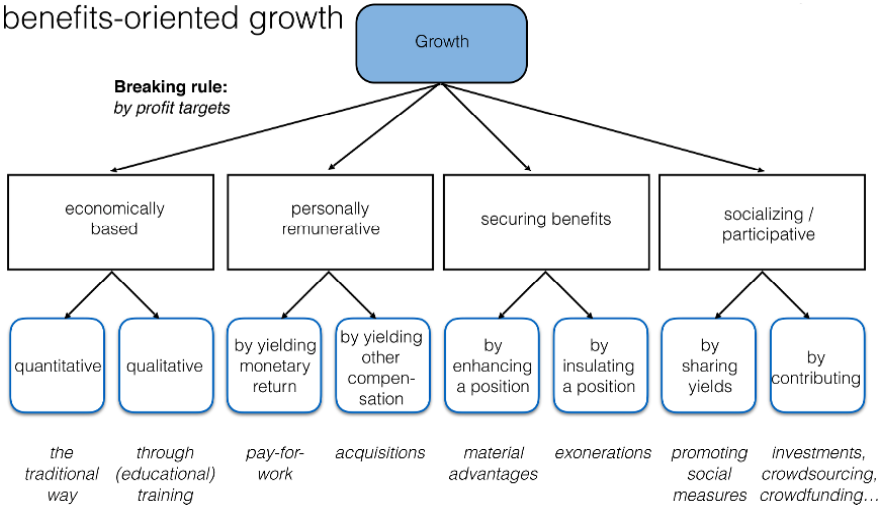 benefits-oriented growth
Growth
Breaking rule:
by profit targets
economically
based
personally
remunerative
securing benefits
socializing /
participative
quantitative
qualitative
by yielding
monetary
return
by yielding
other
compen-
sation
by
enhancing
a position
by
insulating
a position
by
sharing
yields
by
contributing
the
traditional
way
through
(educational)
training
pay-for-
work
acquisitions
material
advantages
exonerations
promoting
social
measures
investments,
crowdsourcing,
crowdfunding…